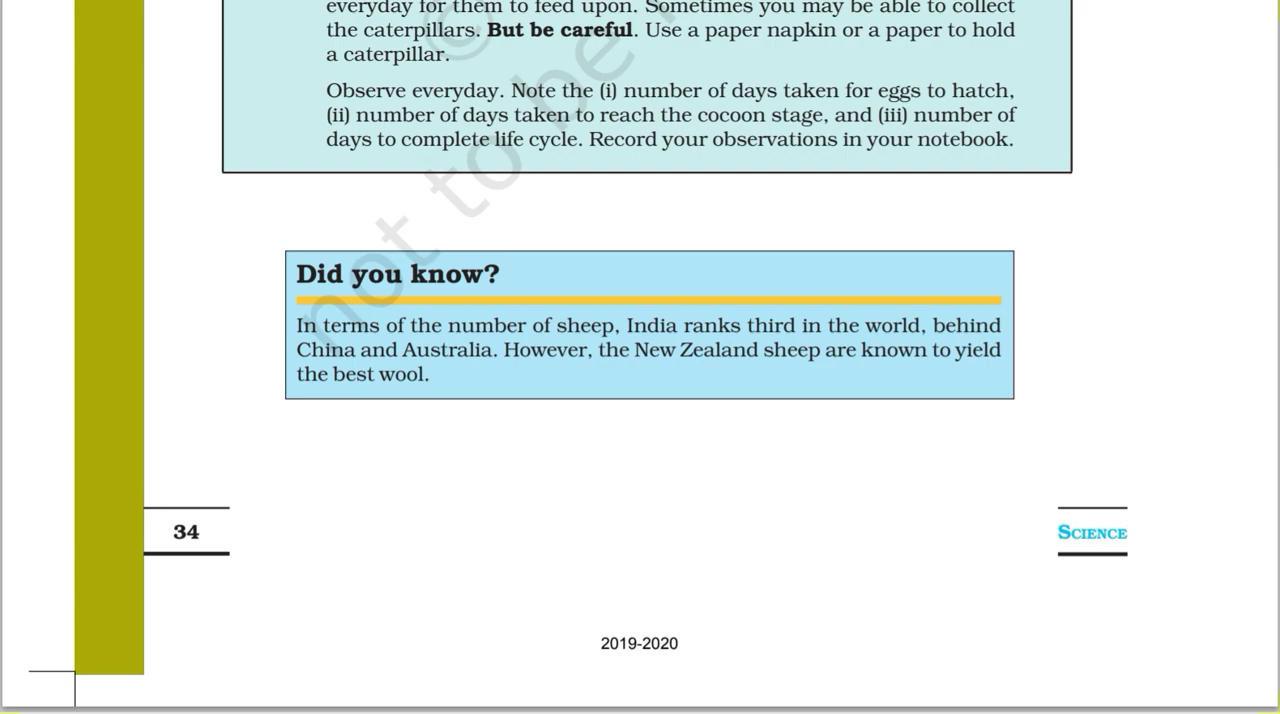 everyday for them to feed upon. Sometimes you may be able to collect
the caterpillars. But be careful. Use a paper napkin or a paper to hold
a caterpillar.
Observe everyday. Note the (i) number of days taken for eggs to hatch,
(ii) number of days taken to reach the cocoon stage, and (iii) number of
days to complete life cycle. Record your observations in your notebook.
© not to be
Did you know?
In terms of the number of sheep, India ranks third in the world, behind
China and Australia. However, the New Zealand sheep are known to yield
the best wool.
34
SCIENCE
2019-2020